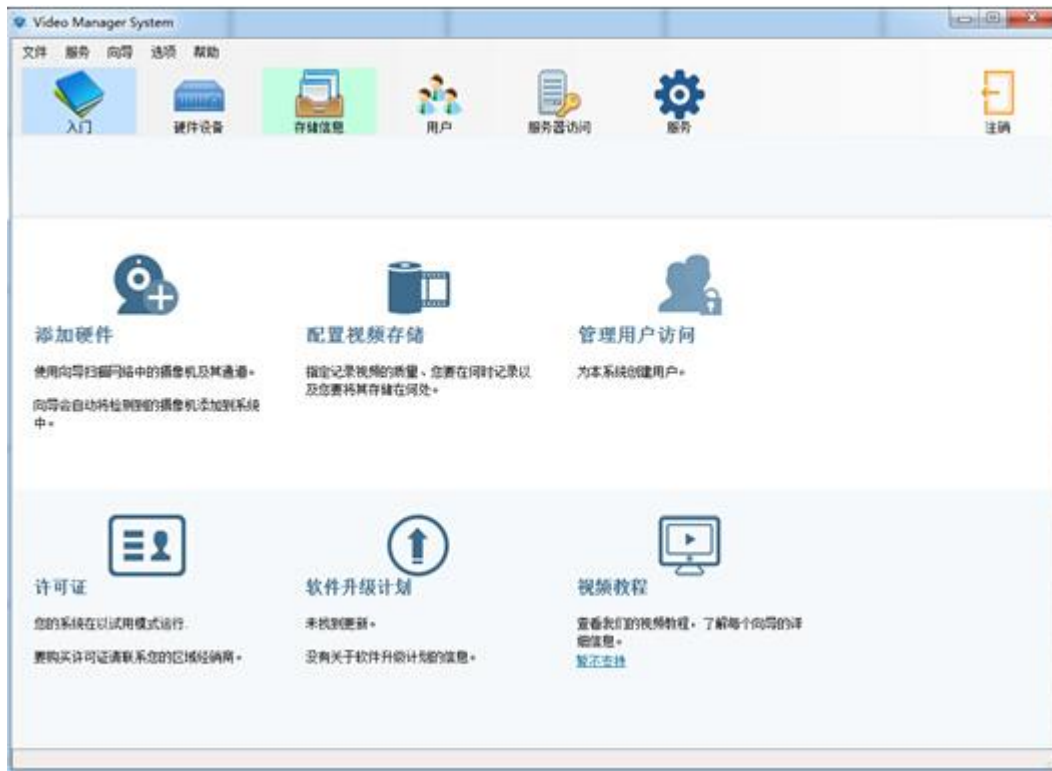 Video Manager System
文件 服务 向导 选项 帮助
入门 硬件设备 存储信息 用户 服务器访问 服务 注销
添加硬件 配置视频存储 管理用户访问
使用向导扫描网络中的摄像机及其通道。
向导会自动将检测到的摄像机添加到系统
中。
指定记录视频的质量、您要在何时记录以
及您要将其存储在何处。
为本系统创建用户。
许可证 软件升级计划 视频教程
您的系统在以试用模式运行.
要购买许可证请联系您的区域经销商。
未找到更新。
没有关于软件升级计划的信息。
查看我们的视频教程，了解每个向导的详
细信息。
暂不支持